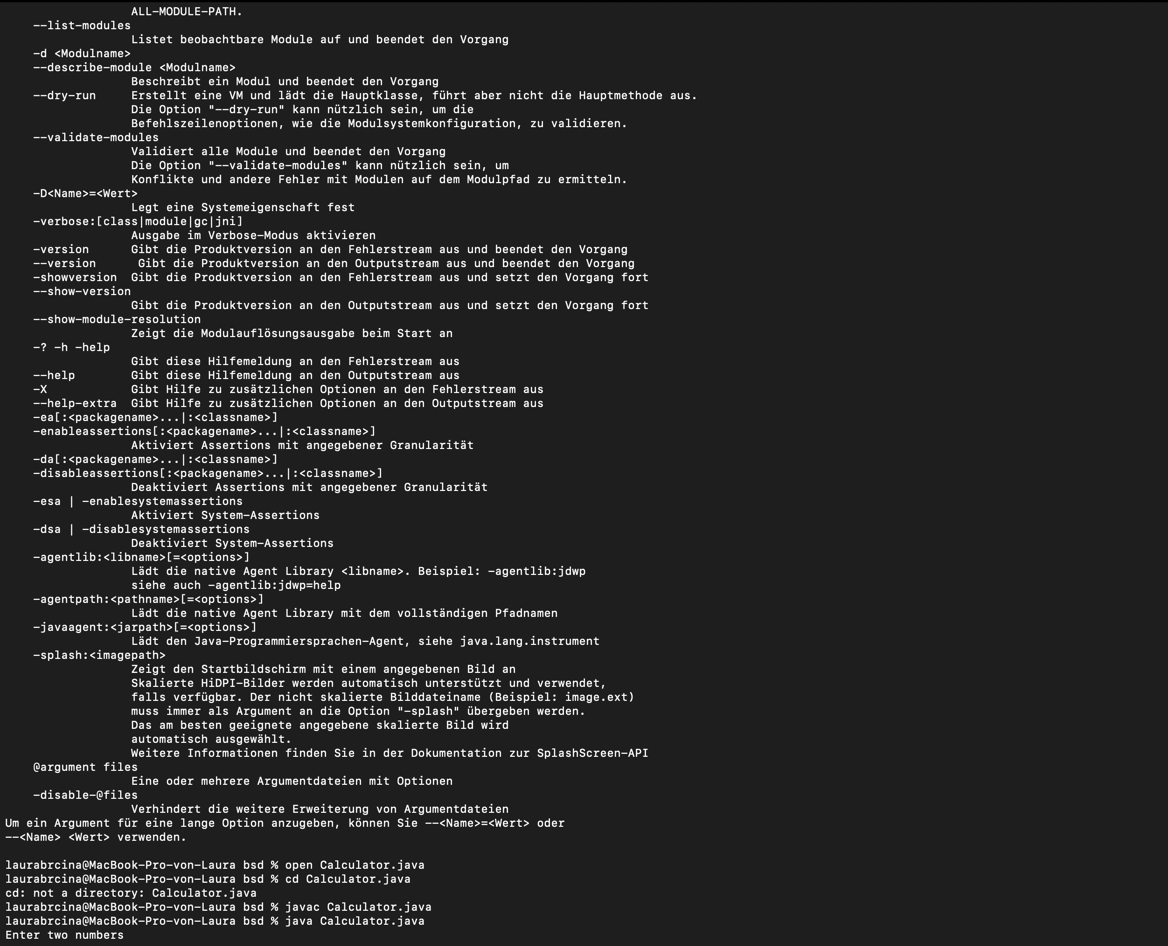 ALL-MODULE-PATH.
--list-modules
Listet beobachtbare Module auf und beendet den Vorgang
-d <Modulname>
--describe-module <Modulname>
Beschreibt ein Modul und beendet den Vorgang
--dry-run Erstellt eine VM und lädt die Hauptklasse, führt aber nicht die Hauptmethode aus.
Die Option "--dry-run" kann nützlich sein, um die
Befehlszeilenoptionen, wie die Modulsystemkonfiguration, zu validieren.
--validate-modules
Validiert alle Module und beendet den Vorgang
Die Option "--validate-modules" kann nützlich sein, um
Konflikte und andere Fehler mit Modulen auf dem Modulpfad zu ermitteln.
-D<Name>=<Wert>
Legt eine Systemeigenschaft fest
-verbose:[class|module|gc|jni]
Ausgabe im Verbose-Modus aktivieren
-version Gibt die Produktversion an den Fehlerstream aus und beendet den Vorgang
--version Gibt die Produktversion an den Outputstream aus und beendet den Vorgang
-showversion Gibt die Produktversion an den Fehlerstream aus und setzt den Vorgang fort
--show-version
Gibt die Produktversion an den Outputstream aus und setzt den Vorgang fort
--show-module-resolution
Zeigt die Modulauflösungsausgabe beim Start an
-? -h -help
Gibt diese Hilfemeldung an den Fehlerstream aus
--help Gibt diese Hilfemeldung an den Outputstream aus
-X Gibt Hilfe zu zusätzlichen Optionen an den Fehlerstream aus
--help-extra Gibt Hilfe zu zusätzlichen Optionen an den Outputstream aus
-ea[:<packagename>...|:<classname>]
-enableassertions[:<packagename>...|:<classname>]
Aktiviert Assertions mit angegebener Granularität
-da[:<packagename>...|:<classname>]
-disableassertions[:<packagename>...|:<classname>]
Deaktiviert Assertions mit angegebener Granularität
-esa | -enablesystemassertions
Aktiviert System-Assertions
-dsa | -disablesystemassertions
Deaktiviert System-Assertions
-agentlib:<libname>[=<options>]
Lädt die native Agent Library <libname>. Beispiel: -agentlib:jdwp
siehe auch -agentlib:jdwp=help
-agentpath:<pathname>[=<options>]
Lädt die native Agent Library mit dem vollständigen Pfadnamen
-javaagent:<jarpath>[=<options>]
Lädt den Java-Programmiersprachen-Agent, siehe java.lang.instrument
-splash:<imagepath>
Zeigt den Startbildschirm mit einem angegebenen Bild an
Skalierte HiDPI-Bilder werden automatisch unterstützt und verwendet,
falls verfügbar. Der nicht skalierte Bilddateiname (Beispiel: image.ext)
muss immer als Argument an die Option "-splash" übergeben werden.
Das am besten geeignete angegebene skalierte Bild wird
automatisch ausgewählt.
Weitere Informationen finden Sie in der Dokumentation zur SplashScreen-API
@argument files
Eine oder mehrere Argumentdateien mit Optionen
-disable-@files
Verhindert die weitere Erweiterung von Argumentdateien
Um ein Argument für eine lange Option anzugeben, können Sie --<Name>=<Wert> oder
--<Name> <Wert> verwenden.
laurabrcina@MacBook-Pro-von-Laura bsd % open Calculator.java
laurabrcina@MacBook-Pro-von-Laura bsd % cd Calculator.java
cd: not a directory: Calculator.java
laurabrcina@MacBook-Pro-von-Laura bsd % javac Calculator.java
laurabrcina@MacBook-Pro-von-Laura bsd % java Calculator.java
Enter two numbers